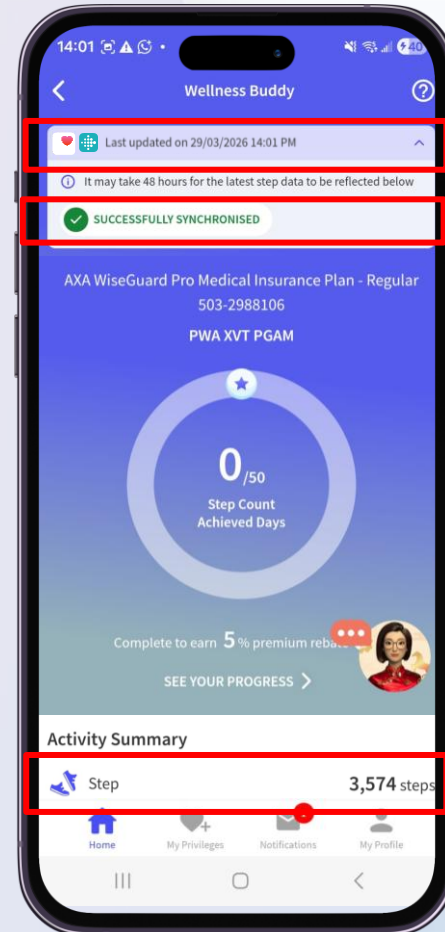 14:01
40
Wellness Buddy
Last updated on 29/03/2026 14:01 PM
It may take 48 hours for the latest step data to be reflected below
SUCCESSFULLY SYNCHRONISED
AXA WiseGuard Pro Medical Insurance Plan - Regular
503-2988106
PWA XVT PGAM
0/50
Step Count
Achieved Days
Complete to earn 5 % premium
SEE YOUR PROGRESS
Activity Summary
Step 3,574 steps
Home My Privileges Notifications My Profile